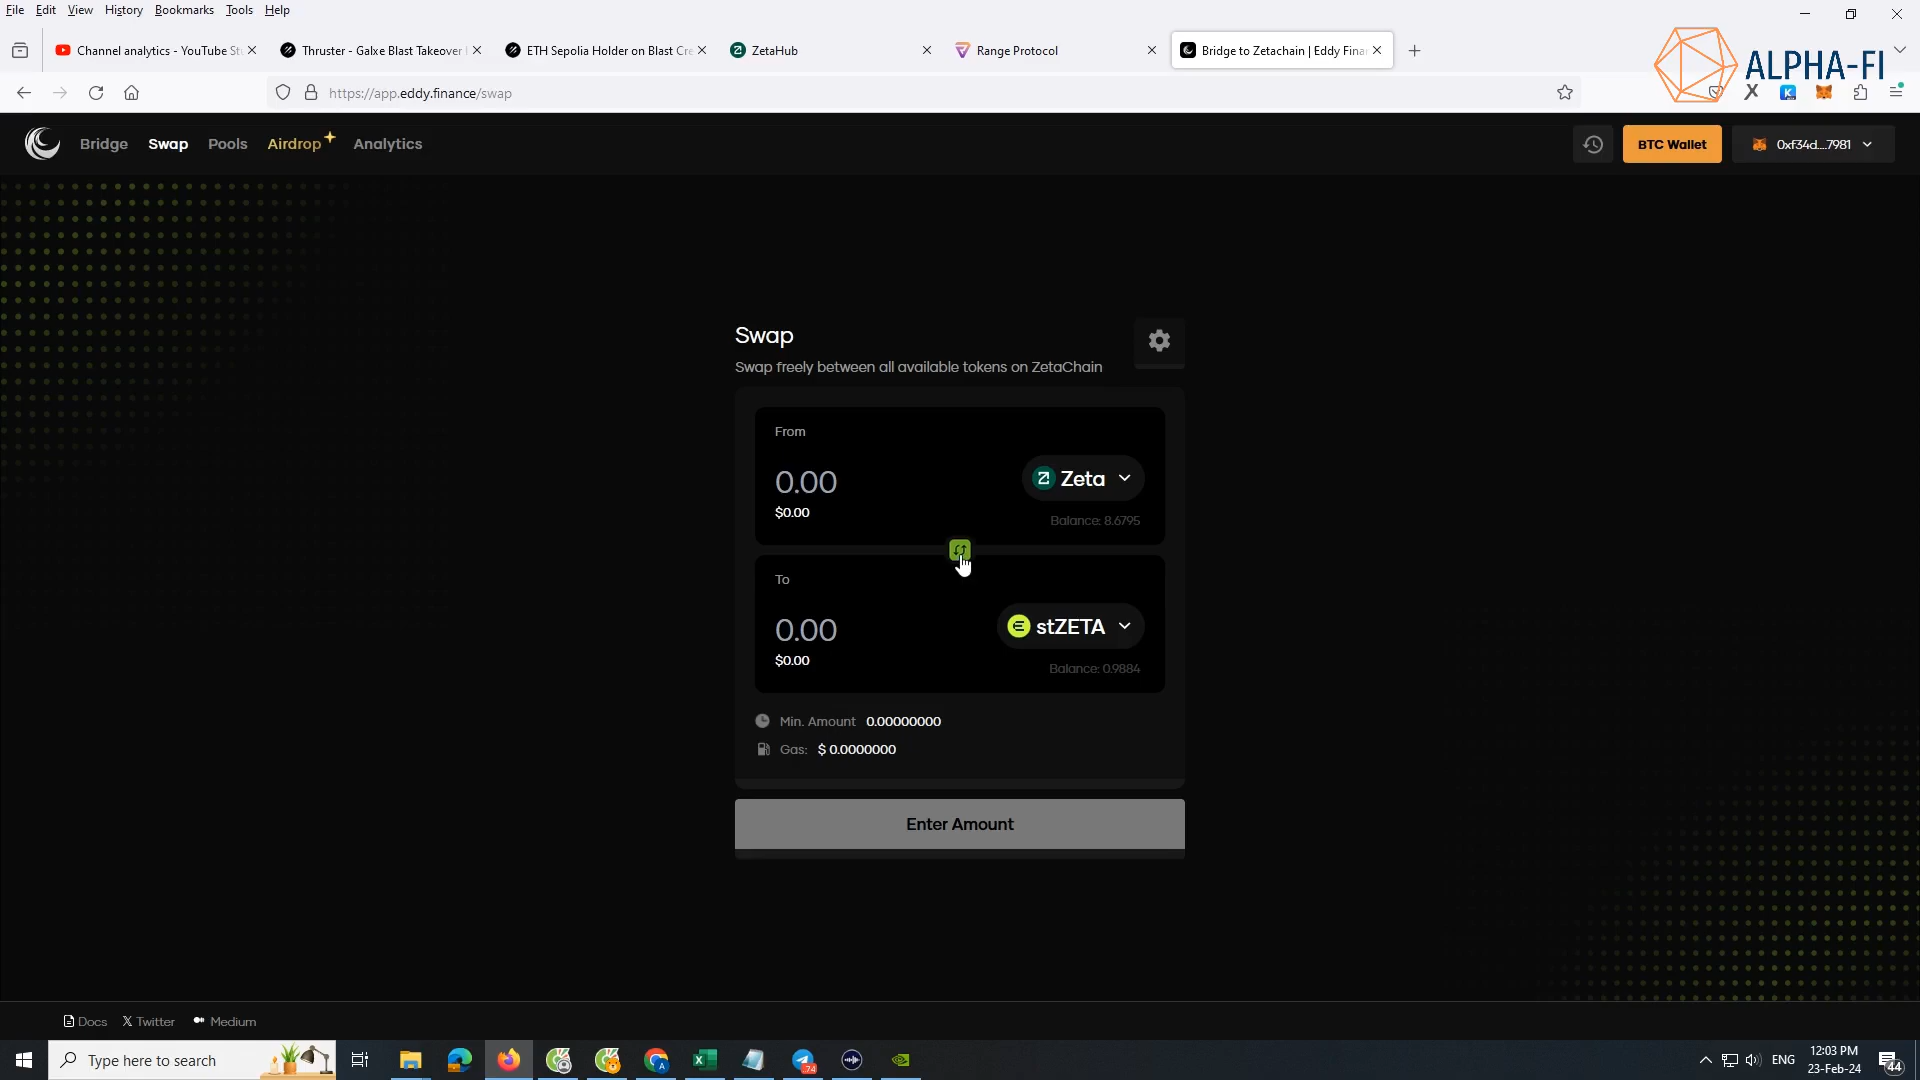 File Edit View History Bookmarks Tools Help
Channel analytics - YouTube St
Thruster - Galxe Blast Takeover
ETH Sepolia Holder on Blast Cre
ZetaHub
Range Protocol
Bridge to Zetachain | Eddy Finan
ALPHA-FI
https://app.eddy.finance/swap
Bridge Swap Pools Airdrop Analytics
BTC Wallet
0xf34d....7981
Swap
Swap freely between all available tokens on ZetaChain
From
0.00 Zeta
$0.00 Balance: 8.6795
To
0.00 stZETA
$0.00 Balance: 0.9884
Min. Amount 0.00000000
Gas: $ 0.0000000
Enter Amount
Docs Twitter Medium
Type here to search
74
ENG
12:03 PM
23-Feb-24
44